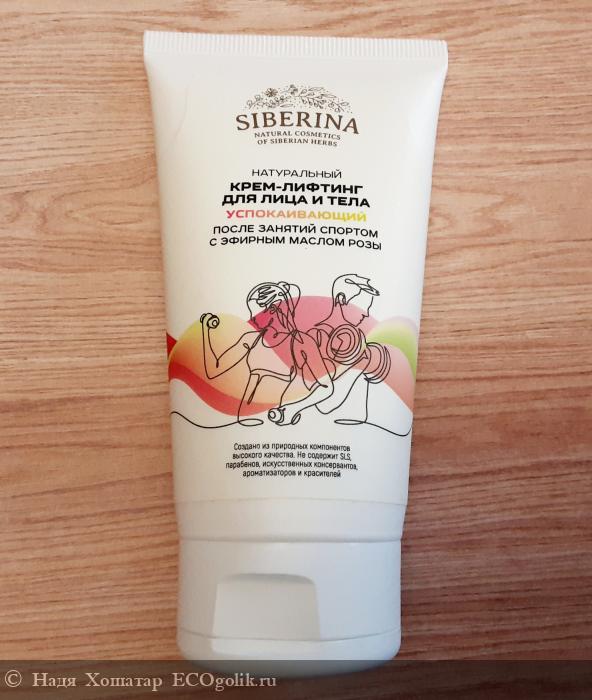 SIBERINA
NATURAL COSMETICS
OF SIBERIAN HERBS
НАТУРАЛЬНЫЙ
КРЕМ-ЛИФТИНГ
ДЛЯ ЛИЦА И ТЕЛА
УСПОКАИВАЮЩИЙ
ПОСЛЕ ЗАНЯТИЙ СПОРТОМ
С ЭФИРНЫМ МАСЛОМ РОЗЫ
Создано из природных компонентов
высокого качества. Не содержит SLS,
парабенов, искусственных консервантов,
ароматизаторов и красителей
© Надя Хошатар ECOgolik.ru